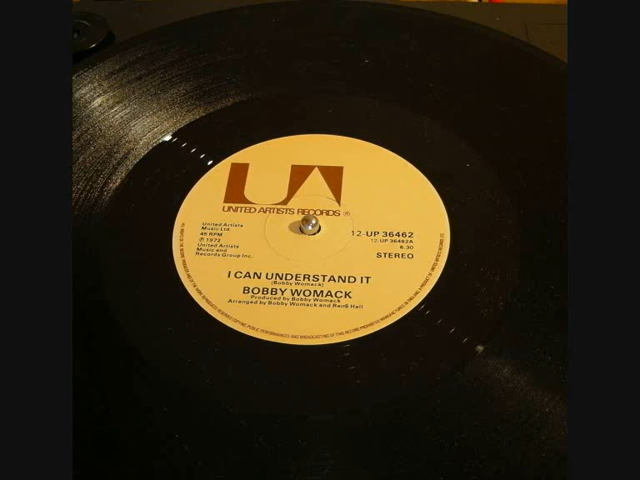 UA
UNITED ARTISTS RECORDS ®
United Artists
Music Ltd.
45 RPM
℗ 1972
United Artists
Music and
Records Group Inc.
12-UP 36462
12-UP 36462A
6.30
STEREO
I CAN UNDERSTAND IT
(Bobby Womack)
BOBBY WOMACK
Produced by Bobby Womack
Arranged by Bobby Womack and René Hall